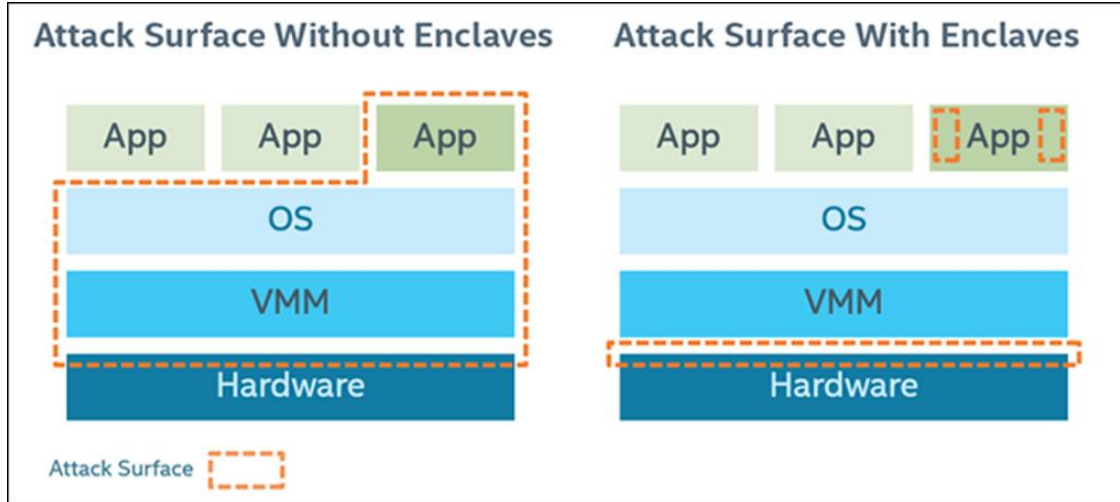 Attack Surface Without Enclaves
App App App
OS
VMM
Hardware
Attack Surface
Attack Surface With Enclaves
App App App
OS
VMM
Hardware